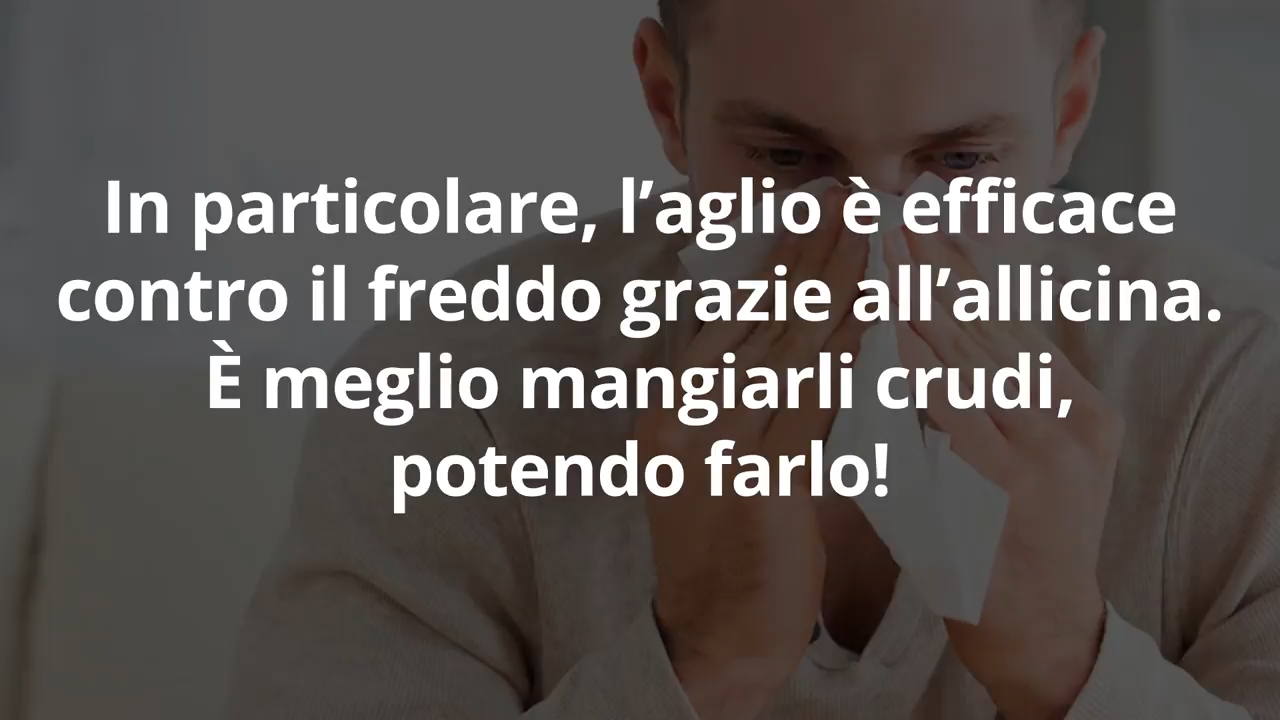 In particolare, l’aglio è efficace
contro il freddo grazie all’allicina.
È meglio mangiarli crudi,
potendo farlo!